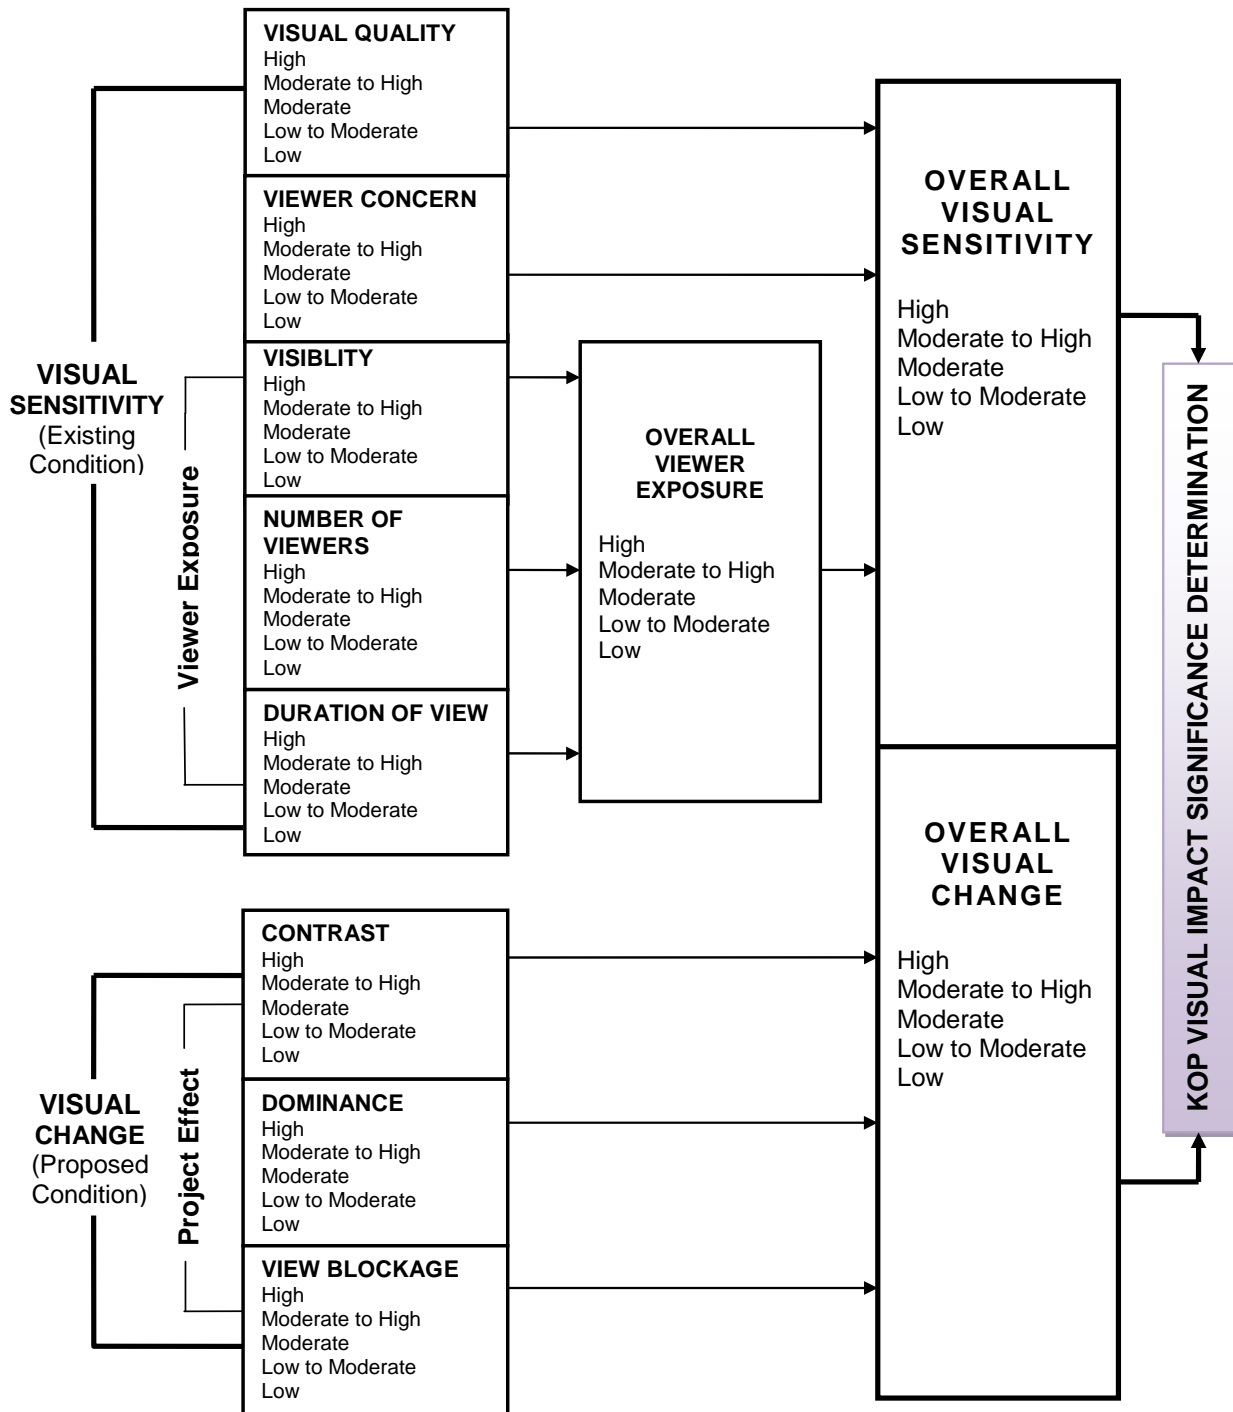 VISUAL QUALITY
High
Moderate to High
Moderate
Low to Moderate
Low
VIEWER CONCERN
High
Moderate to High
Moderate
Low to Moderate
Low
VISIBLITY
High
Moderate to High
Moderate
Low to Moderate
Low
NUMBER OF
VIEWERS
High
Moderate to High
Moderate
Low to Moderate
Low
DURATION OF VIEW
High
Moderate to High
Moderate
Low to Moderate
Low
VISUAL
SENSITIVITY
(Existing
Condition)
Viewer Exposure
OVERALL
VIEWER
EXPOSURE
High
Moderate to High
Moderate
Low to Moderate
Low
OVERALL
VISUAL
SENSITIVITY
High
Moderate to High
Moderate
Low to Moderate
Low
CONTRAST
High
Moderate to High
Moderate
Low to Moderate
Low
DOMINANCE
High
Moderate to High
Moderate
Low to Moderate
Low
VIEW BLOCKAGE
High
Moderate to High
Moderate
Low to Moderate
Low
VISUAL
CHANGE
(Proposed
Condition)
Project Effect
OVERALL
VISUAL
CHANGE
High
Moderate to High
Moderate
Low to Moderate
Low
KOP VISUAL IMPACT SIGNIFICANCE DETERMINATION